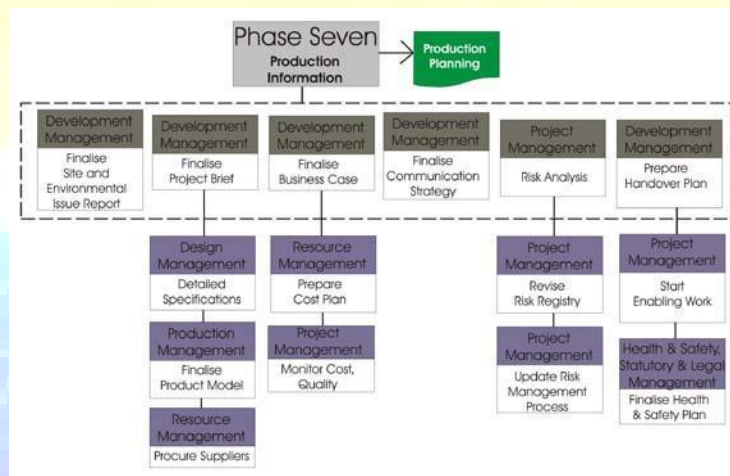 Phase Seven
Production
Information
Production
Planning
Development
Management
Finalise
Site and
Environmental
Issue Report
Development
Management
Finalise
Project Brief
Development
Management
Finalise
Business Case
Development
Management
Finalise
Communication
Strategy
Project
Management
Risk Analysis
Development
Management
Prepare
Handover Plan
Design
Management
Detailed
Specifications
Production
Management
Finalise
Product Model
Resource
Management
Procure Suppliers
Resource
Management
Prepare
Cost Plan
Project
Management
Monitor Cost,
Quality
Project
Management
Revise
Risk Registry
Project
Management
Update Risk
Management
Process
Project
Management
Start
Enabling Work
Health & Safety,
Statutory & Legal
Management
Finalise Health
& Safety Plan